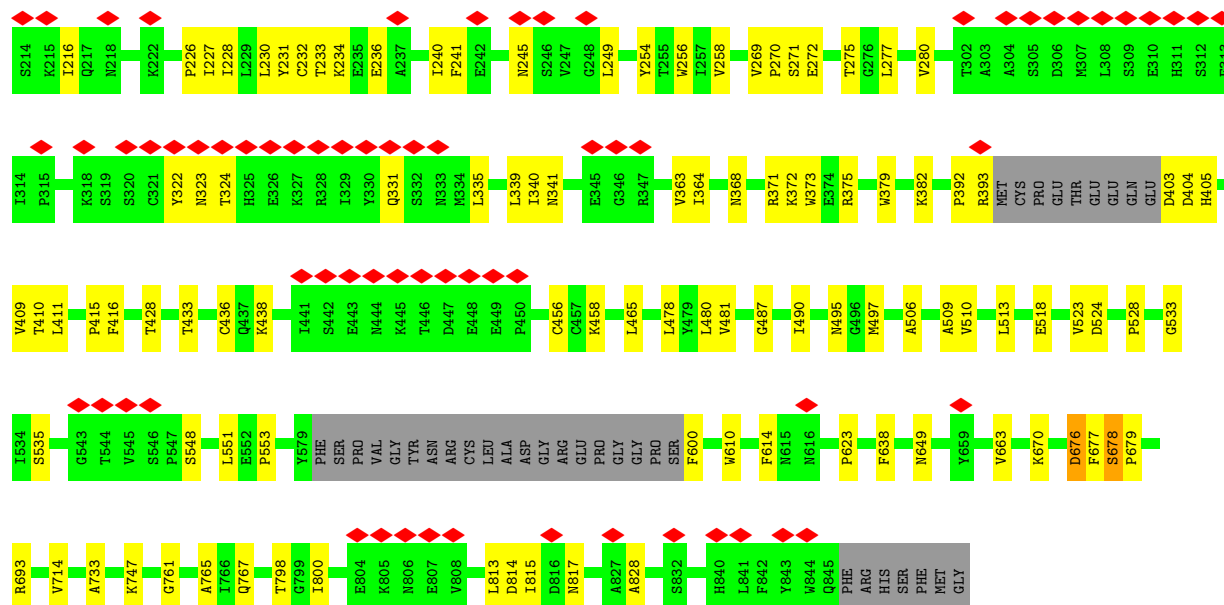 S214 K215 I216 Q217 N218 K222 P226 I227 I228 L229 L230 Y231 C232 T233 K234 E235 E236 A237 I240 F241 E242 N245 S246 V247 G248 L249 Y254 T255 W256 I257 V258 V269 P270 S271 E272 T275 G276 L277 V280 T302 A303 A304 S305 D306 M307 L308 S309 E310 H311 S312
I314 P315 K318 S319 S320 C321 Y322 N323 T324 H325 E326 K327 R328 I329 Y330 Q331 S332 N333 M334 L335 L339 I340 N341 E345 G346 R347 V363 I364 N368 R371 K372 W373 E374 R375 W379 K382 P392 R393 MET CYS PRO GLU THR GLU GLU GLN GLU D403 D404 H405
V409 T410 L411 P415 F416 T428 T433 C436 Q437 K438 I441 S442 E443 N444 K445 T446 D447 E448 E449 P450 C456 C457 K458 L465 L478 Y479 L480 V481 G487 I490 N495 G496 M497 A506 A509 V510 L513 E518 V523 D524 P528 G533
I534 S535 G543 T544 V545 S546 P547 S548 L551 E552 P553 Y579 PHE SER PRO VAL GLY TYR ASN ARG CYS LEU ALA ASP GLY ARG GLU PRO GLY GLY PRO SER F600 W610 F614 N615 N616 P623 F638 N649 Y659 V663 K670 D676 F677 S678 P679
R693 V714 A733 K747 G761 A765 I766 Q767 T798 G799 I800 E804 K805 N806 E807 V808 L813 D814 I815 D816 N817 A827 A828 S832 H840 L841 F842 Y843 W844 Q845 PHE ARG HIS SER PHE MET GLY